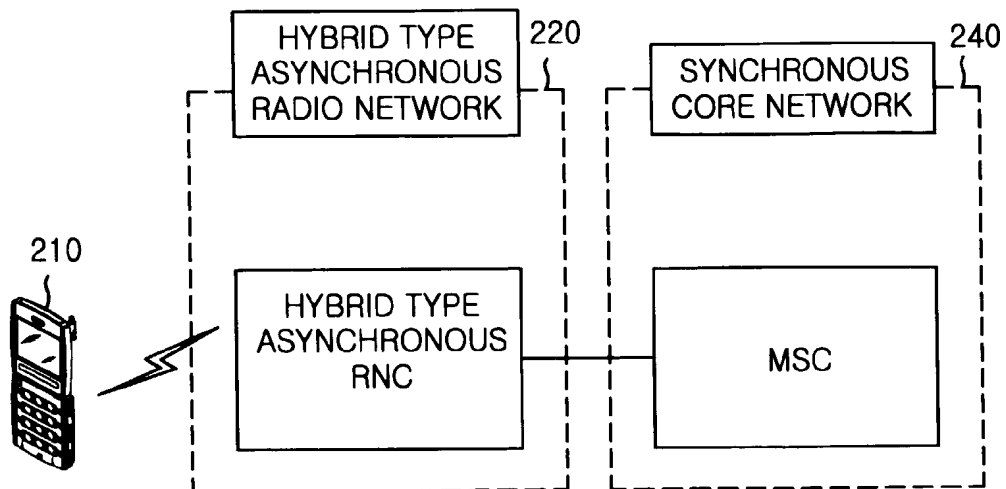 HYBRID TYPE
ASYNCHRONOUS
RADIO NETWORK
220
SYNCHRONOUS
CORE NETWORK
240
210
HYBRID TYPE
ASYNCHRONOUS
RNC
MSC